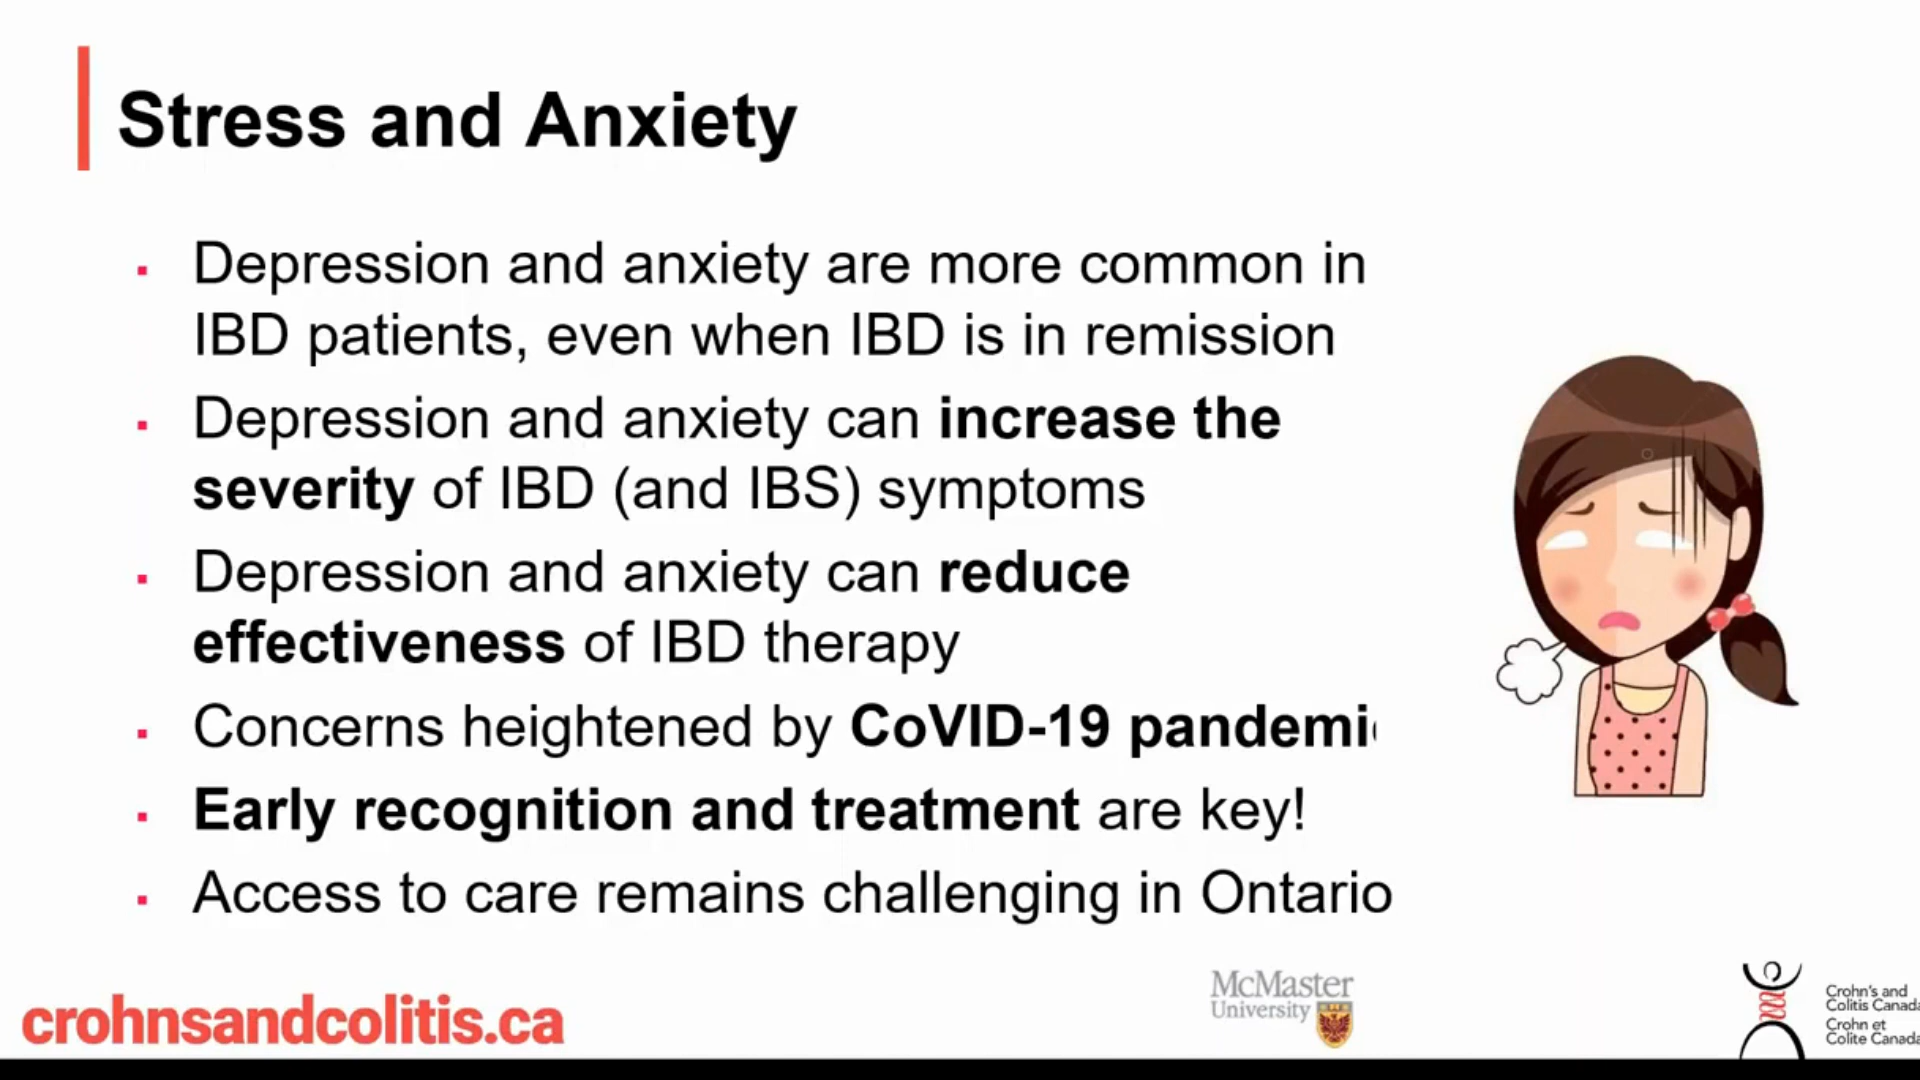 Stress and Anxiety
Depression and anxiety are more common in
IBD patients, even when IBD is in remission
Depression and anxiety can increase the
severity of IBD (and IBS) symptoms
Depression and anxiety can reduce
effectiveness of IBD therapy
Concerns heightened by CoVID-19 pandemic
Early recognition and treatment are key!
Access to care remains challenging in Ontario
crohnsandcolitis.ca
McMaster
University
Crohn's and
Colitis Canada
Crohn et
Colite Canada